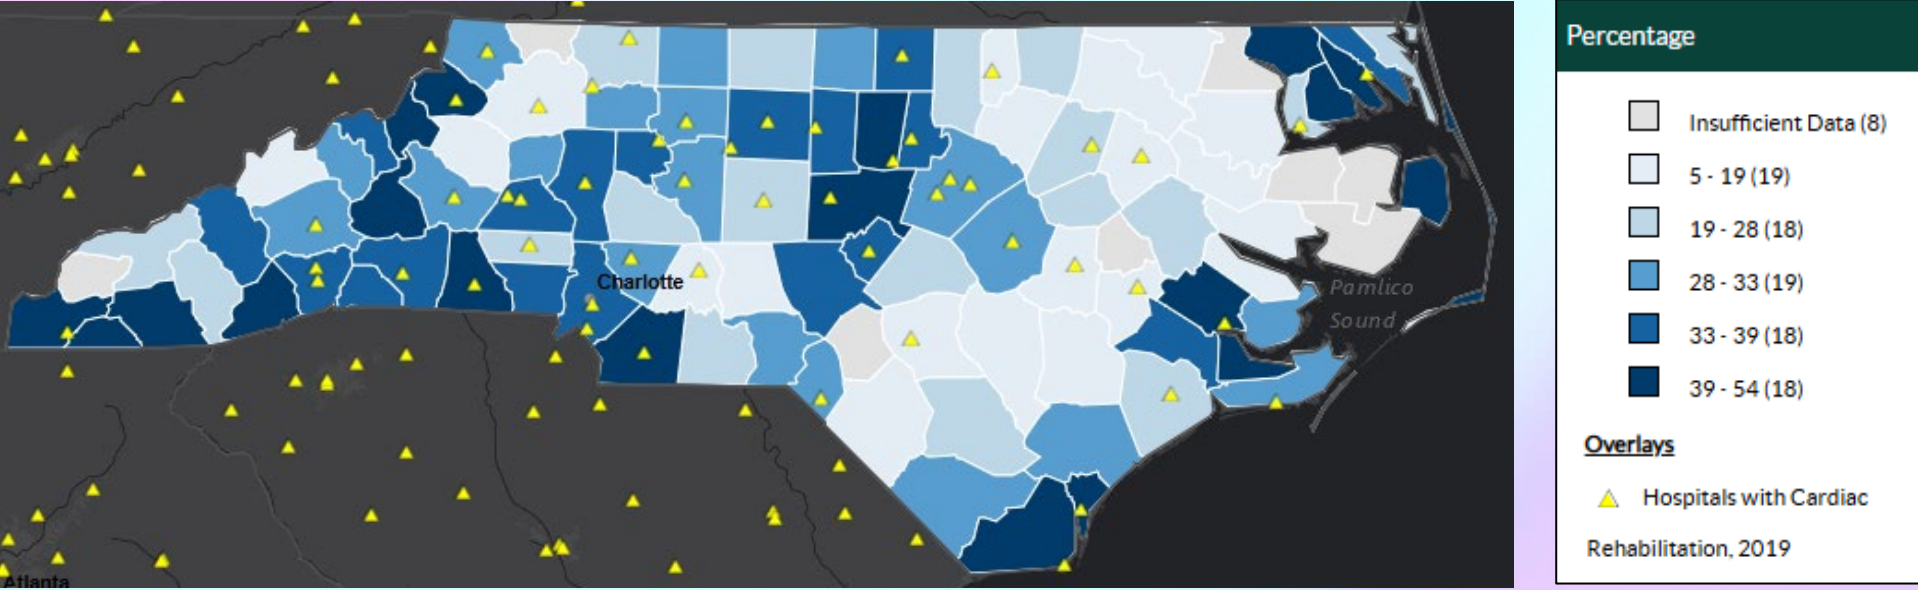 Charlotte
Pamlico
Sound
Atlanta
Percentage
Insufficient Data (8)
5 - 19 (19)
19 - 28 (18)
28 - 33 (19)
33 - 39 (18)
39 - 54 (18)
Overlays
Hospitals with Cardiac
Rehabilitation, 2019